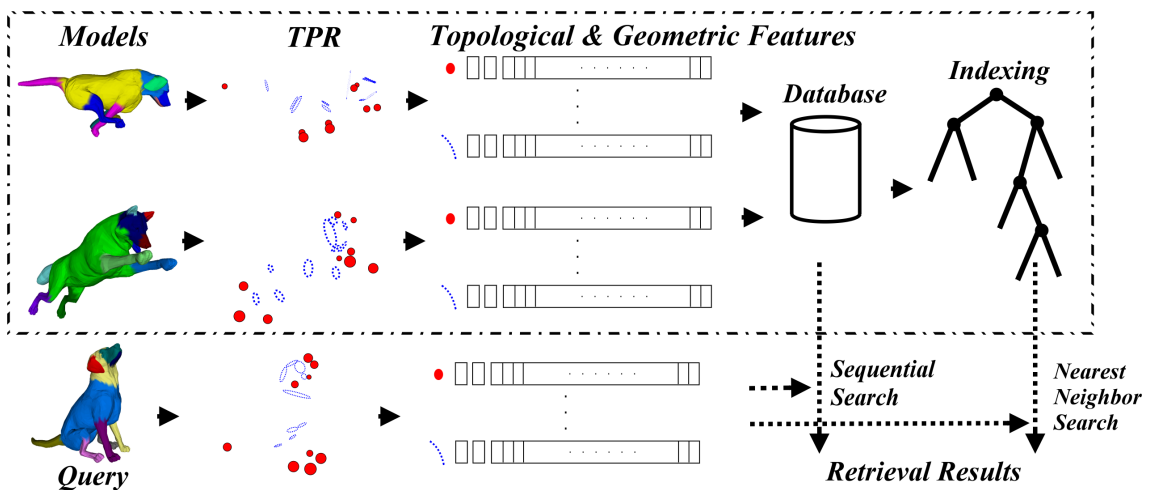 Models
TPR
Topological & Geometric Features
Indexing
Database
Sequential
Search
Nearest
Neighbor
Search
Query
Retrieval Results